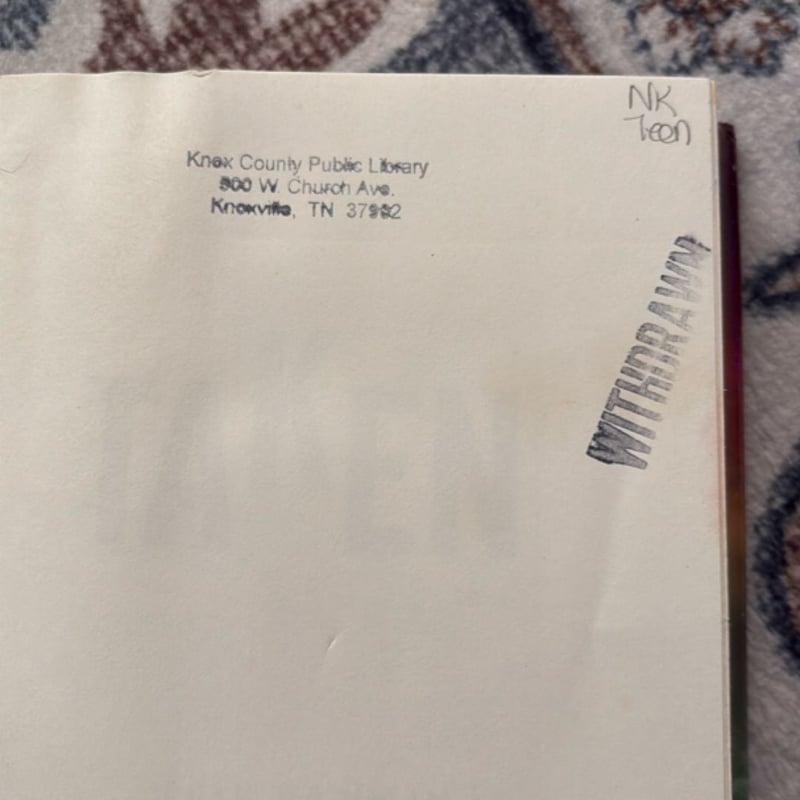 NK
Teen
Knox County Public Library
500 W. Church Ave.
Knoxville, TN 37902
WITHDRAWN